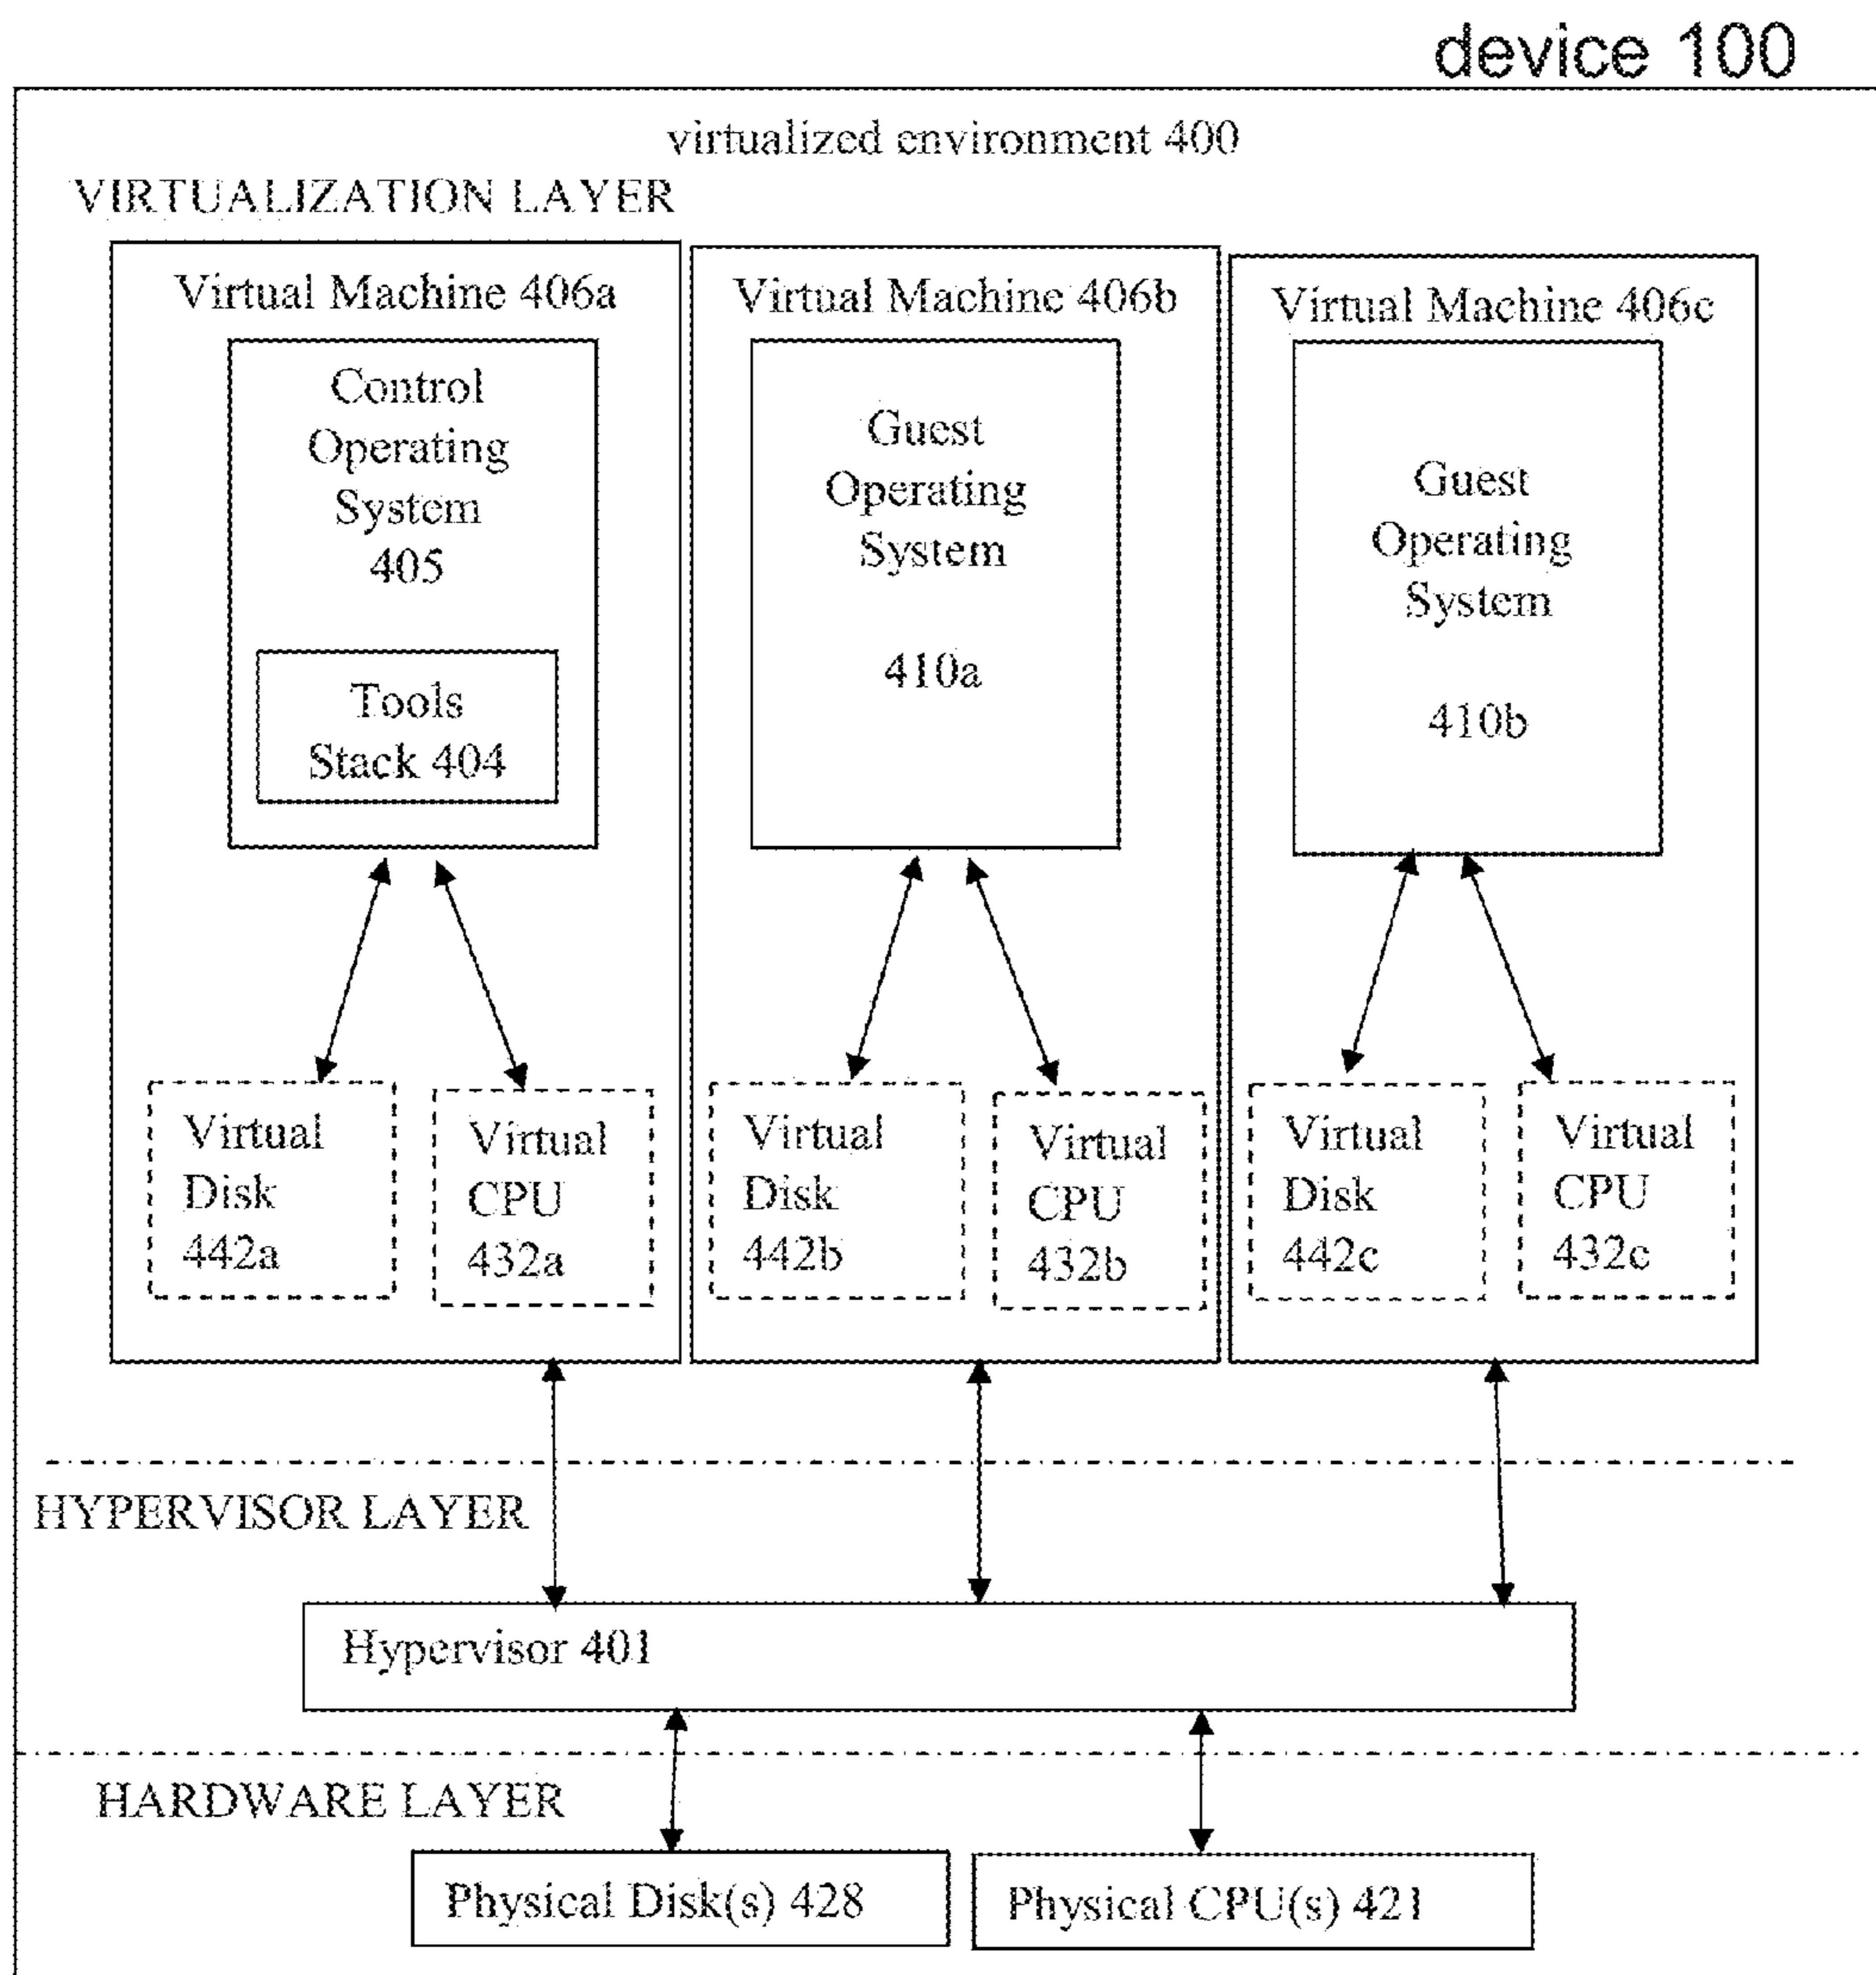 device 100
virtualized environment 400
VIRTUALIZATION LAYER
Virtual Machine 406a
Control
Operating
System
405
Tools
Stack 404
Virtual
Disk
442a
Virtual
CPU
432a
Virtual Machine 406b
Guest
Operating
System
410a
Virtual
Disk
442b
Virtual
CPU
432b
Virtual Machine 406c
Guest
Operating
System
410b
Virtual
Disk
442c
Virtual
CPU
432c
HYPERVISOR LAYER
Hypervisor 401
HARDWARE LAYER
Physical Disk(s) 428
Physical CPU(s) 421